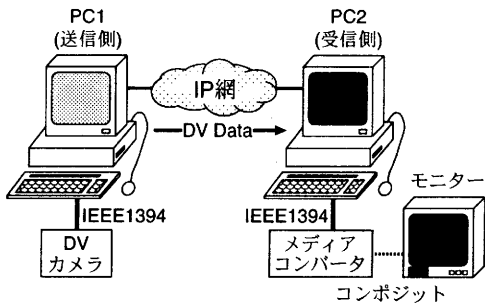 PC1
(送信側)
PC2
(受信側)
IP網
DV Data
IEEE1394
IEEE1394
モニター
DV
カメラ
メディア
コンバータ
コンポジット